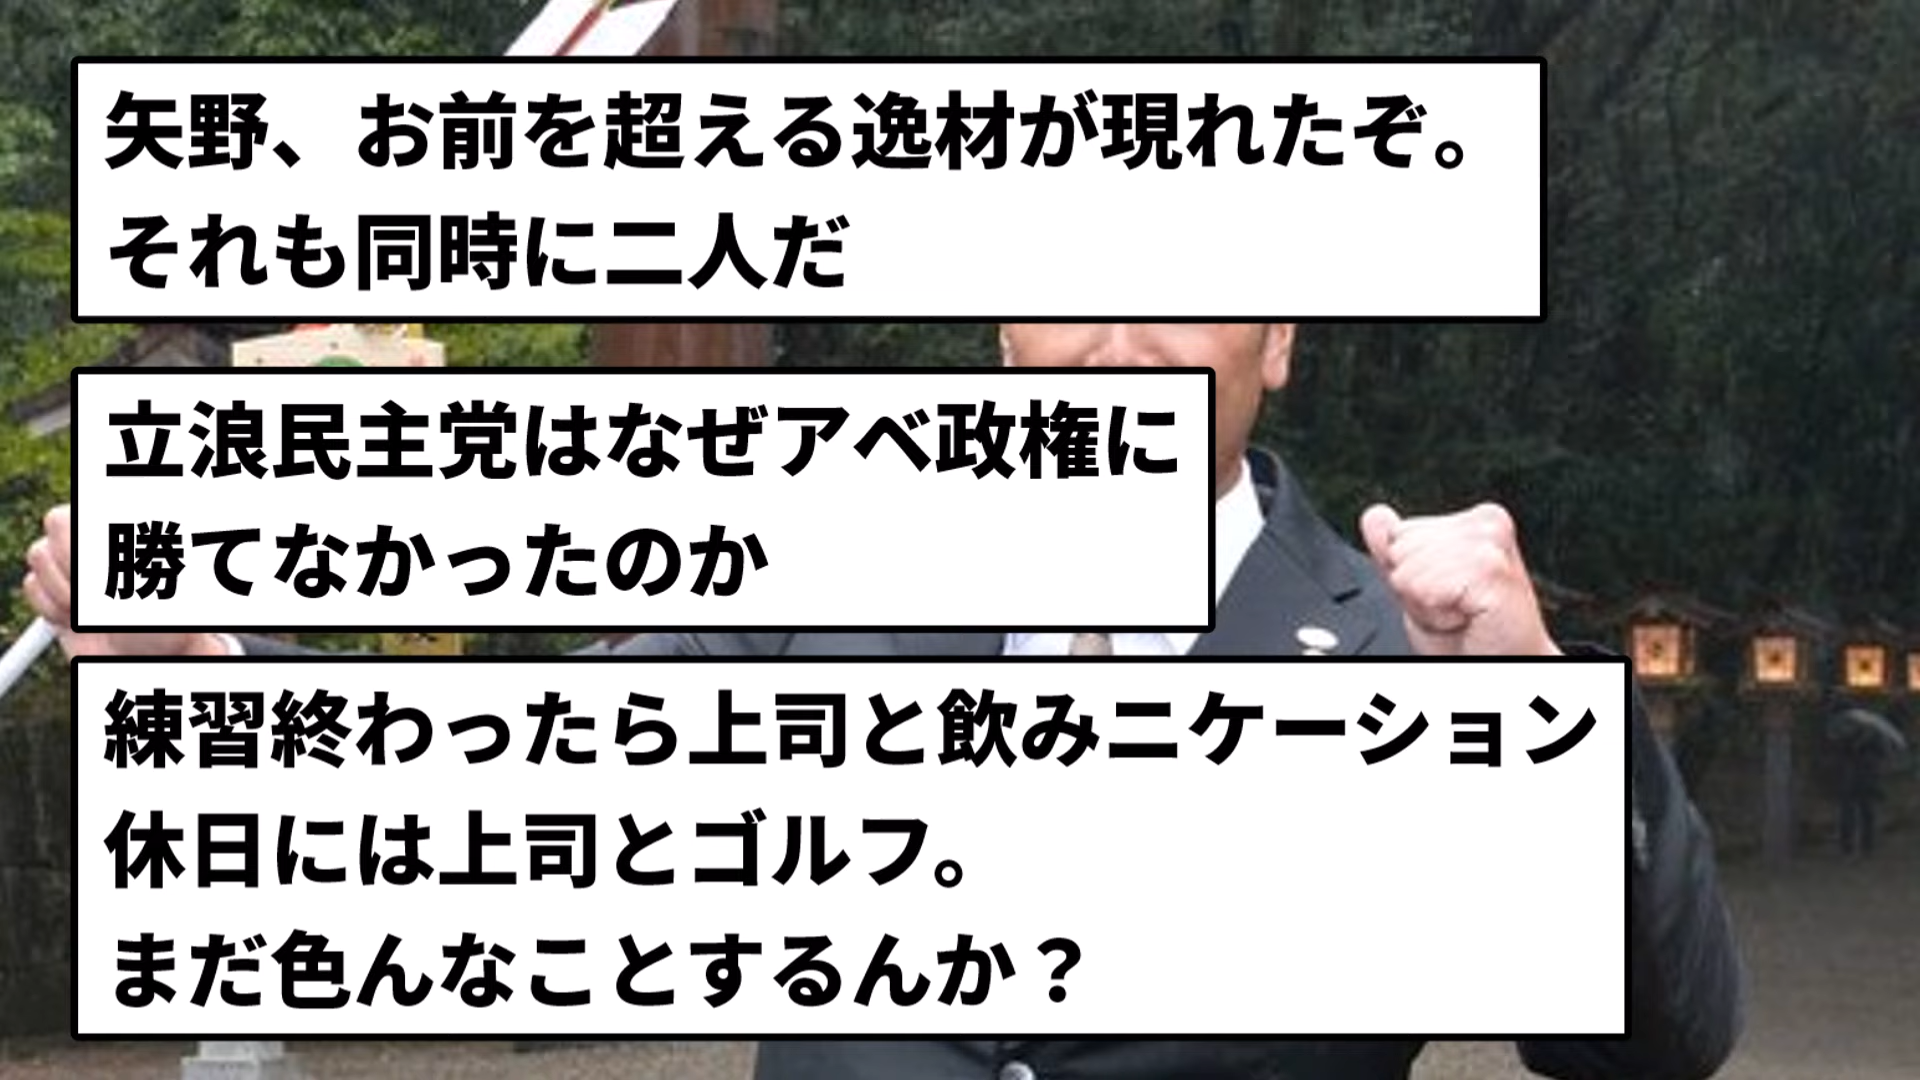 矢野、お前を超える逸材が現れたぞ。
それも同時に二人だ
立浪民主党はなぜアベ政権に
勝てなかったのか
練習終わったら上司と飲みニケーション
休日には上司とゴルフ。
まだ色んなことするんか？